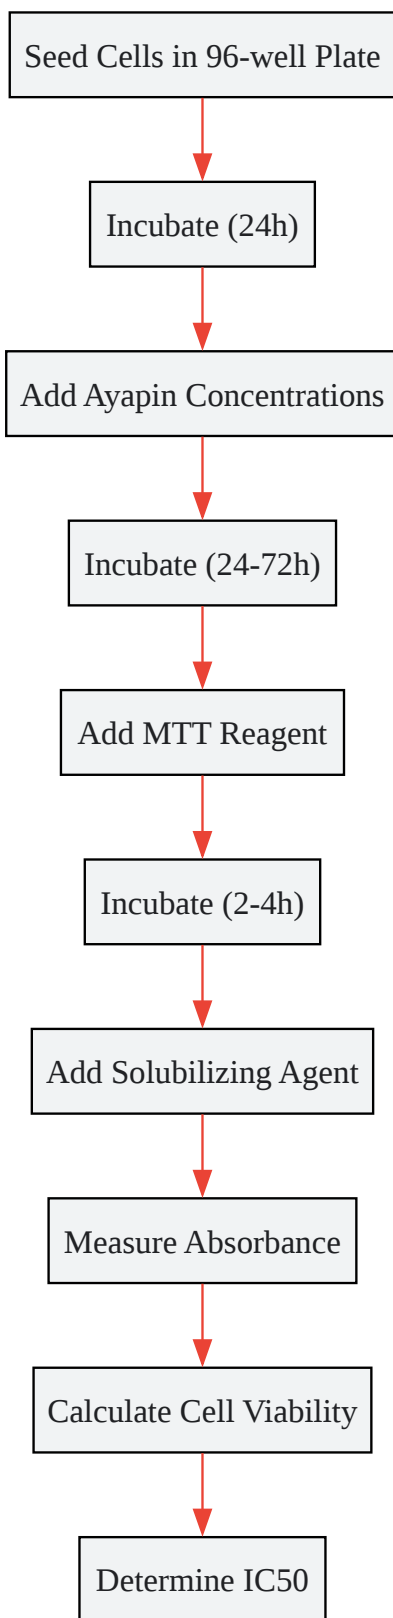 Seed Cells in 96-well Plate
Incubate (24h)
Add Ayapin Concentrations
Incubate (24-72h)
Add MTT Reagent
Incubate (2-4h)
Add Solubilizing Agent
Measure Absorbance
Calculate Cell Viability
Determine IC50